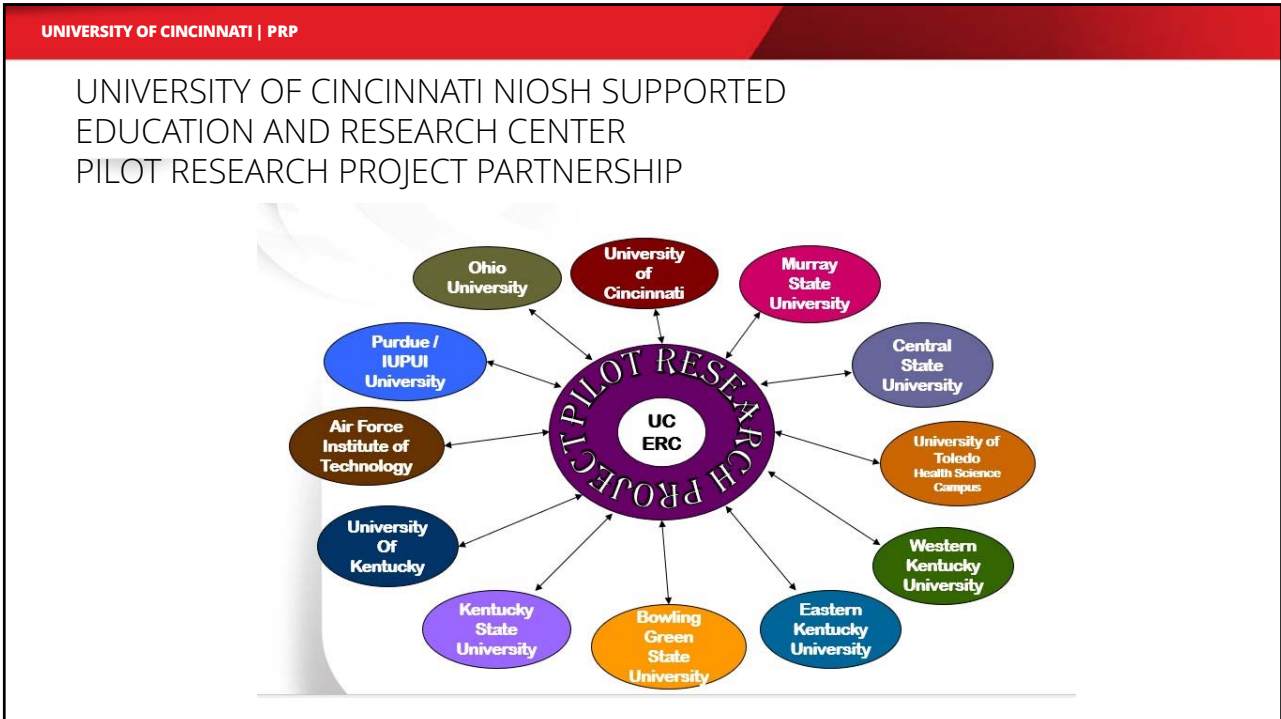 UNIVERSITY OF CINCINNATI | PRP
UNIVERSITY OF CINCINNATI NIOSH SUPPORTED
EDUCATION AND RESEARCH CENTER
PILOT RESEARCH PROJECT PARTNERSHIP
Ohio
University
University
of
Cincinnati
Murray
State
University
Purdue /
IUPUI
University
Central
State
University
PILOT RESEARCH PROJECT
UC
ERC
Air Force
Institute of
Technology
University of
Toledo
Health Science
Campus
University
Of
Kentucky
Western
Kentucky
University
Kentucky
State
University
Bowling
Green
State
University
Eastern
Kentucky
University